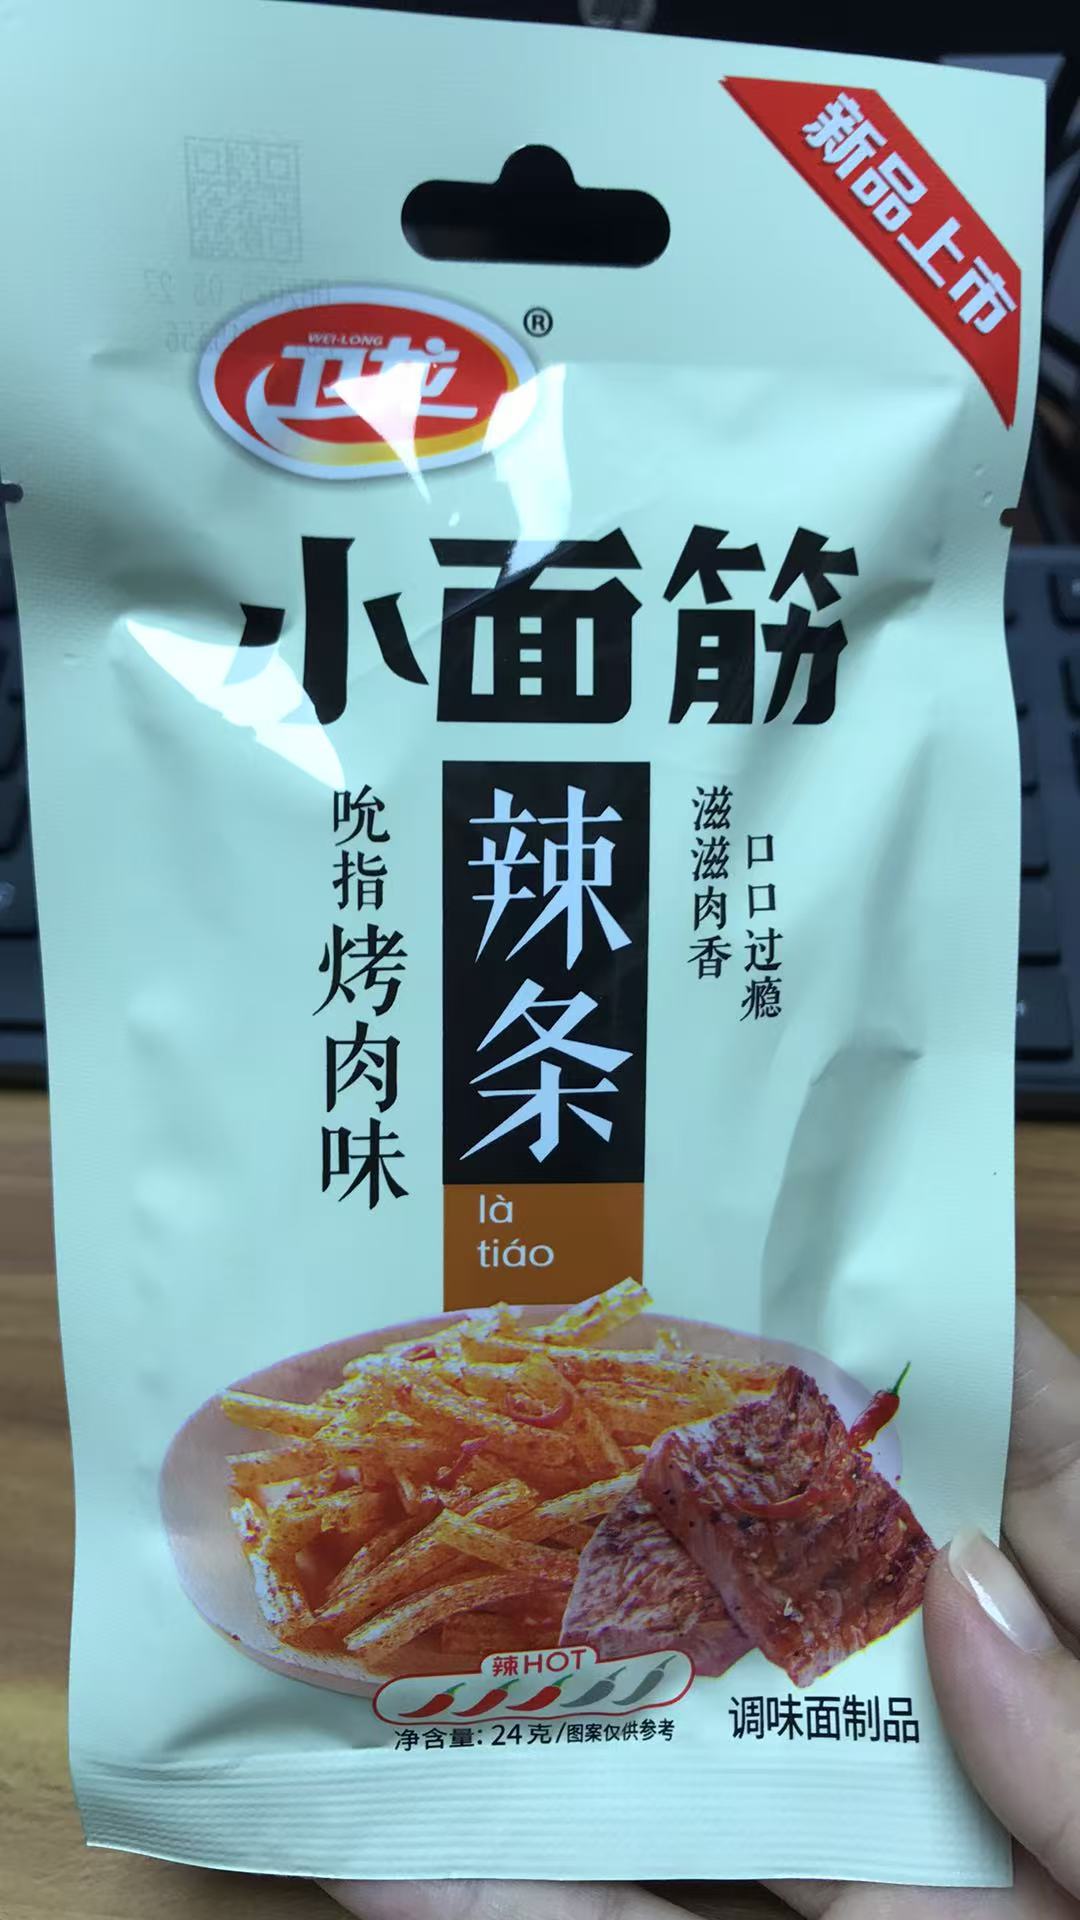 新品上市
WEI-LONG
卫龙®
小面筋
吮指烤肉味
辣条
là
tiáo
滋滋肉香
口口过瘾
辣HOT
净含量:24克/图案仅供参考
调味面制品